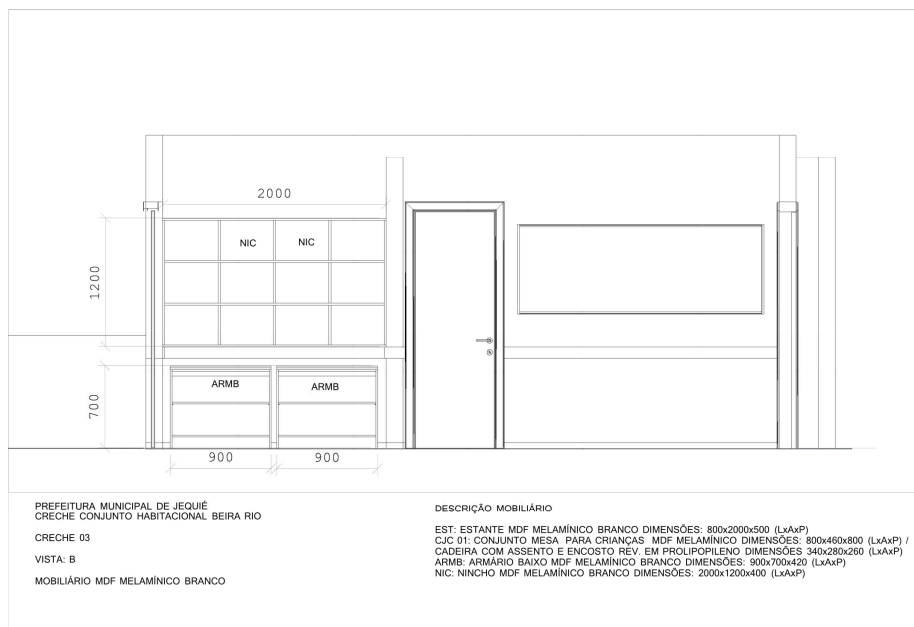 2000
NIC NIC
1200
ARMB ARMB
700
900 900
PREFEITURA MUNICIPAL DE JEQUIÉ
CRECHE CONJUNTO HABITACIONAL BEIRA RIO
CRECHE 03
VISTA: B
MOBILIÁRIO MDF MELAMÍNICO BRANCO
DESCRIÇÃO MOBILIÁRIO
EST: ESTANTE MDF MELAMÍNICO BRANCO DIMENSÕES: 800x2000x500 (LxAxP)
CJC 01: CONJUNTO MESA PARA CRIANÇAS MDF MELAMÍNICO DIMENSÕES: 800x460x800 (LxAxP) /
CADEIRA COM ASSENTO E ENCOSTO REV. EM PROLIPOPILENO DIMENSÕES 340x280x260 (LxAxP)
ARMB: ARMÁRIO BAIXO MDF MELAMÍNICO BRANCO DIMENSÕES: 900x700x420 (LxAxP)
NIC: NINCHO MDF MELAMÍNICO BRANCO DIMENSÕES: 2000x1200x400 (LxAxP)